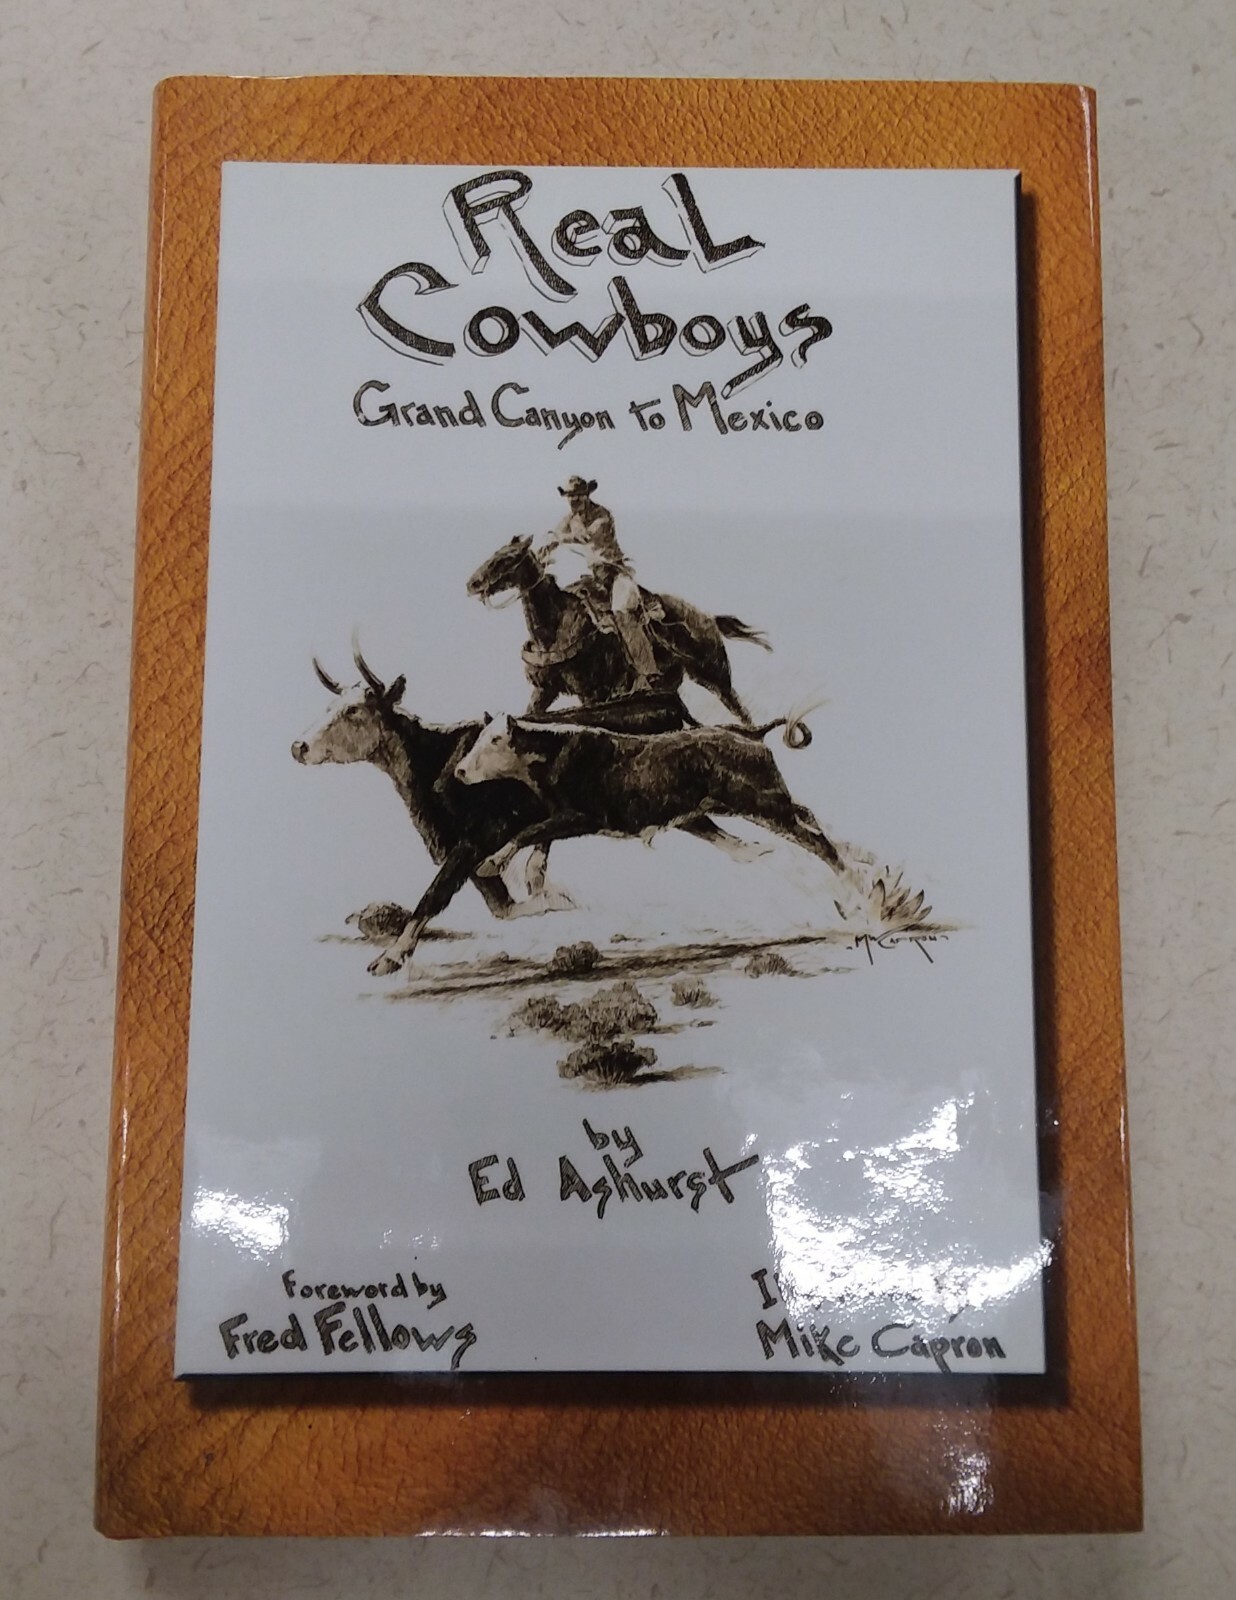 Real
Cowboys
Grand Canyon to Mexico
by
Ed Ashurst
Foreword by
Fred Fellows
Mike Capron